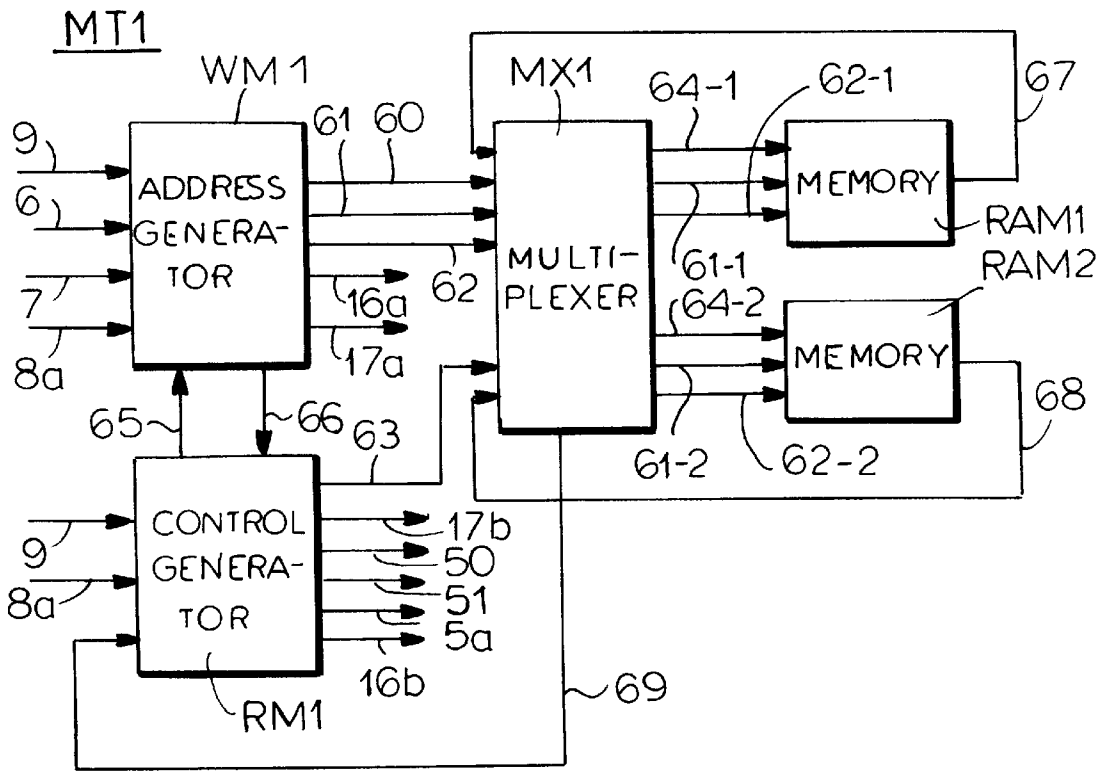 MT1
WM1
MX1
67
9
61
60
64-1
62-1
6
ADDRESS
GENERA-
TOR
MEMORY
RAM1
7
16a
62
MULTI-
PLEXER
61-1
RAM2
8a
17a
64-2
MEMORY
65
66
63
61-2
62-2
68
9
CONTROL
GENERA-
TOR
17b
50
8a
51
5a
16b
RM1
69